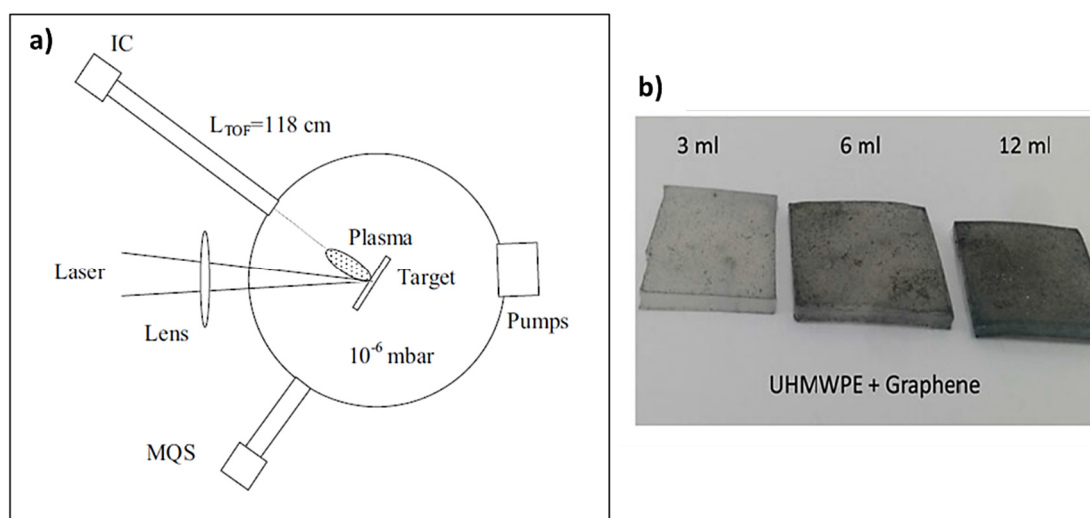 a)
IC
L_TOF=118 cm
Plasma
Laser
Target
Lens
Pumps
10⁻⁶ mbar
MQS
b)
3 ml 6 ml 12 ml
UHMWPE + Graphene